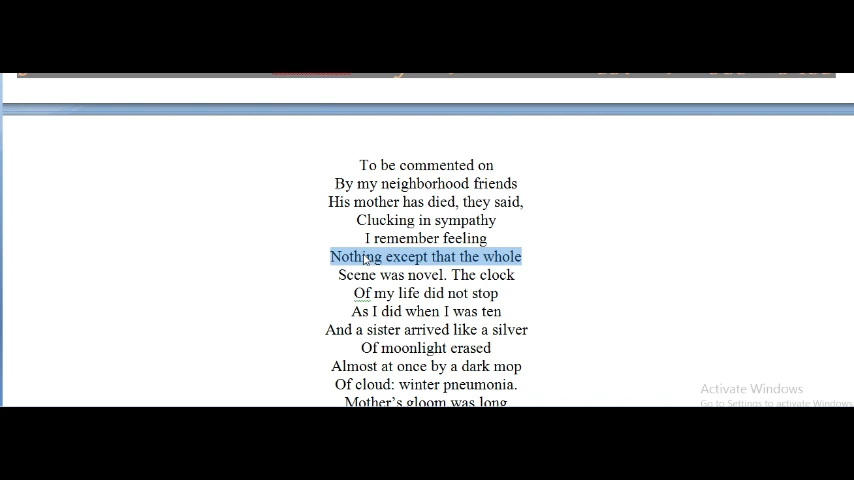 To be commented on
By my neighborhood friends
His mother has died, they said,
Clucking in sympathy
I remember feeling
Nothing except that the whole
Scene was novel. The clock
Of my life did not stop
As I did when I was ten
And a sister arrived like a silver
Of moonlight erased
Almost at once by a dark mop
Of cloud: winter pneumonia.
Mother's gloom was long
Activate Windows
Go to Settings to activate Windows